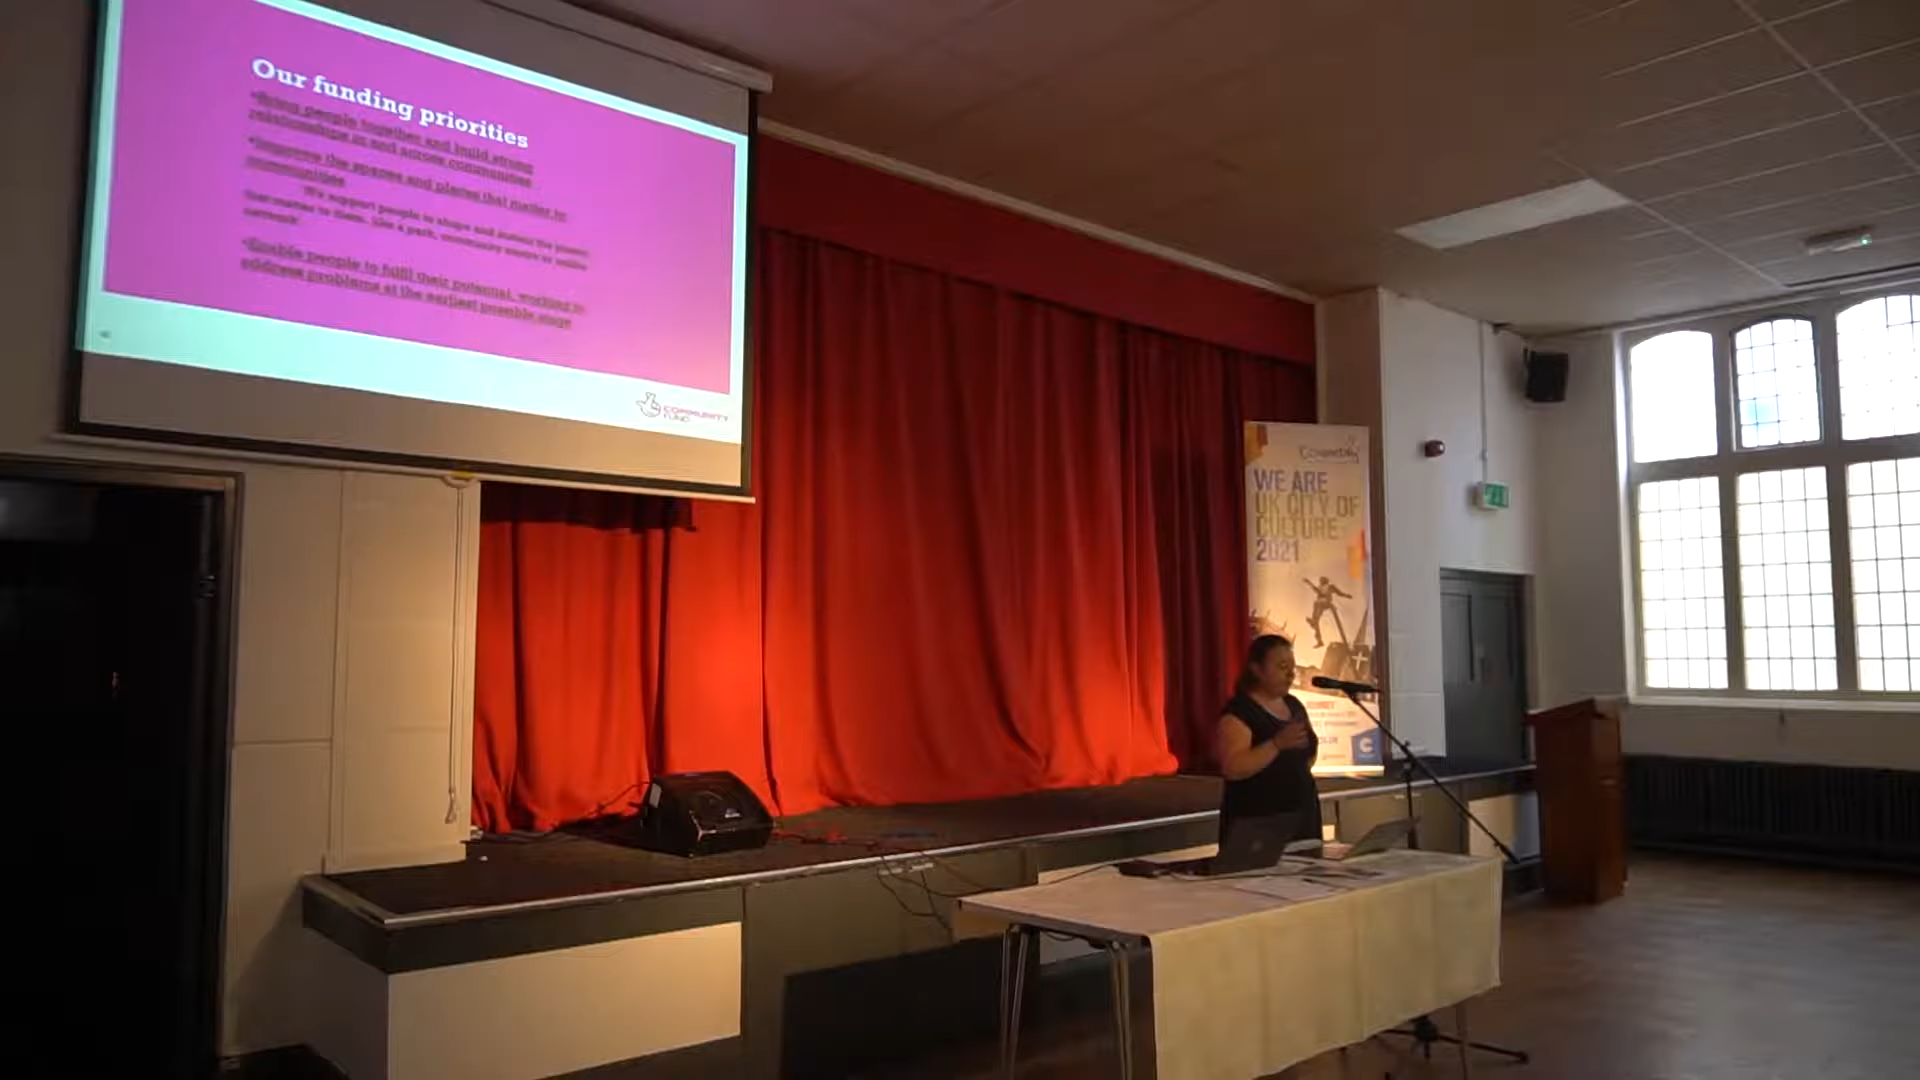 Our funding priorities
•Bring people together and build strong
relationships in and across communities
•Improve the spaces and places that matter to
communities
We support people to shape and sustain the places
that matter to them, like a park, community centre or online
network
•Enable people to fulfil their potential, working to
address problems at the earliest possible stage
COMMUNITY
FUND
Coventry
WE ARE
UK CITY OF
CULTURE
2021
C